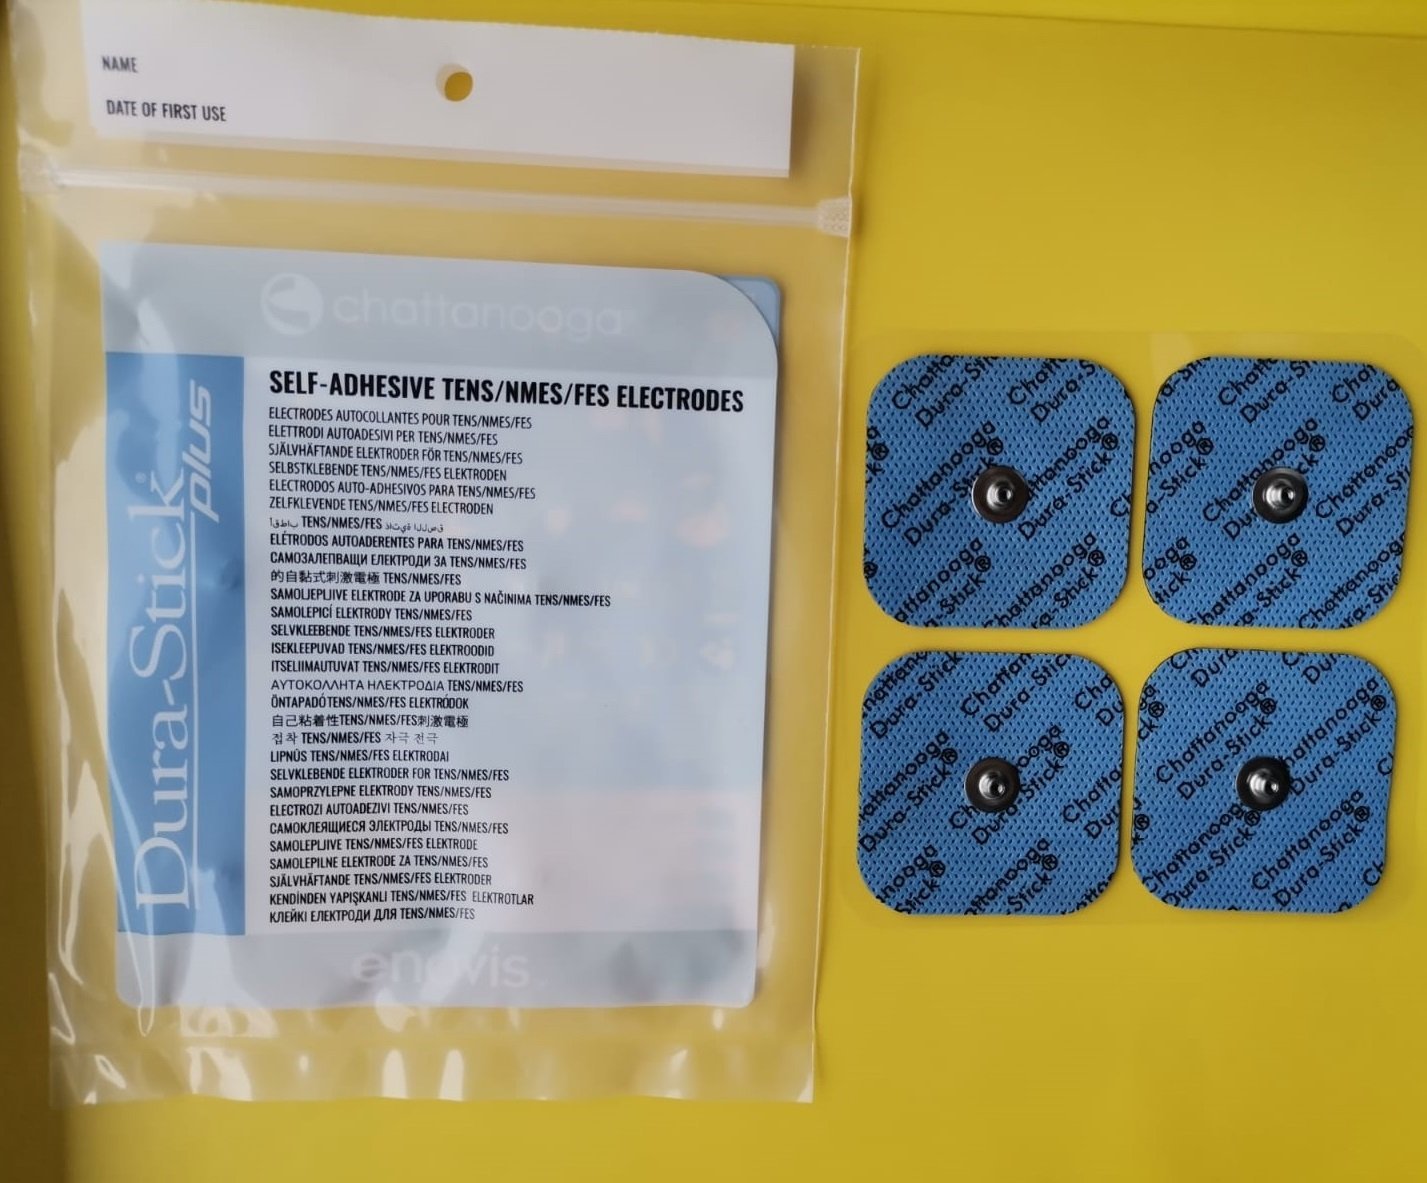 NAME
DATE OF FIRST USE
chattanooga
Dura-Stick® plus
SELF-ADHESIVE TENS/NMES/FES ELECTRODES
ELECTRODES AUTOCOLLANTES POUR TENS/NMES/FES
ELETTRODI AUTOADESIVI PER TENS/NMES/FES
SJÄLVHÄFTANDE ELEKTRODER FÖR TENS/NMES/FES
SELBSTKLEBENDE TENS/NMES/FES ELEKTRODEN
ELECTRODOS AUTO-ADHESIVOS PARA TENS/NMES/FES
ZELFKLEVENDE TENS/NMES/FES ELECTRODEN
TENS/NMES/FES
ELÉTRODOS AUTOADERENTES PARA TENS/NMES/FES
САМОЗАЛЕПВАЩИ ЕЛЕКТРОДИ ЗА TENS/NMES/FES
的自黏式刺激電極 TENS/NMES/FES
SAMOLJEPLJIVE ELEKTRODE ZA UPORABU S NAČINIMA TENS/NMES/FES
SAMOLEPICÍ ELEKTRODY TENS/NMES/FES
SELVKLEBENDE TENS/NMES/FES ELEKTRODER
ISEKLEEPUVAD TENS/NMES/FES ELEKTROODID
ITSELIIMAUTUVAT TENS/NMES/FES ELEKTRODIT
ΑΥΤΟΚΟΛΛΗΤΑ ΗΛΕΚΤΡΟΔΙΑ TENS/NMES/FES
ÖNTAPADÓ TENS/NMES/FES ELEKTRÓDOK
自己粘着性TENS/NMES/FES刺激電極
접착 TENS/NMES/FES 자극 전극
LIPNŪS TENS/NMES/FES ELEKTRODAI
SELVKLEBENDE ELEKTRODER FOR TENS/NMES/FES
SAMOPRZYLEPNE ELEKTRODY TENS/NMES/FES
ELECTROZI AUTOADEZIVI TENS/NMES/FES
САМОКЛЕЯЩИЕСЯ ЭЛЕКТРОДЫ TENS/NMES/FES
SAMOLEPLJIVE TENS/NMES/FES ELEKTRODE
SAMOLEPILNE ELEKTRODE ZA TENS/NMES/FES
SJÄLVHÄFTANDE TENS/NMES/FES ELEKTRODER
KENDİNDEN YAPIŞKANLI TENS/NMES/FES ELEKTROTLAR
КЛЕЙКІ ЕЛЕКТРОДИ ДЛЯ TENS/NMES/FES
enovis
Chattanooga
Dura-Stick®
Chattanooga
Dura-Stick®
Chattanooga
Dura-Stick®
Chattanooga
Dura-Stick®